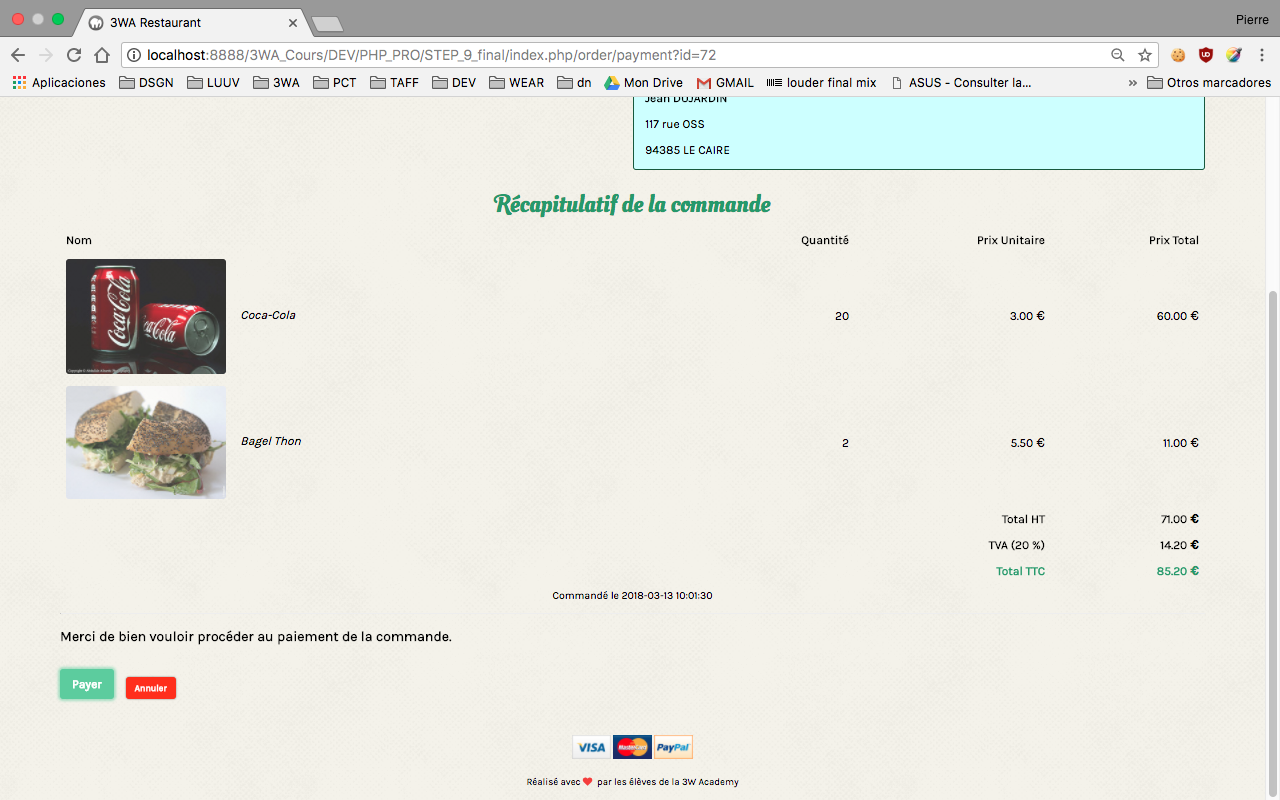 3WA Restaurant
Pierre
localhost:8888/3WA_Cours/DEV/PHP_PRO/STEP_9_final/index.php/order/payment?id=72
Aplicaciones DSGN LUUV 3WA PCT TAFF DEV WEAR dn Mon Drive GMAIL louder final mix ASUS - Consulter la... » Otros marcadores
Jean DUJARDIN
117 rue OSS
94385 LE CAIRE
Récapitulatif de la commande
Nom Quantité Prix Unitaire Prix Total
Coca-Cola
Coca-Cola
Coca-Cola 20 3.00 € 60.00 €
Bagel Thon 2 5.50 € 11.00 €
Total HT 71.00 €
TVA (20 %) 14.20 €
Total TTC 85.20 €
Commandé le 2018-03-13 10:01:30
Merci de bien vouloir procéder au paiement de la commande.
Payer Annuler
VISA MasterCard PayPal
Réalisé avec ❤ par les élèves de la 3W Academy